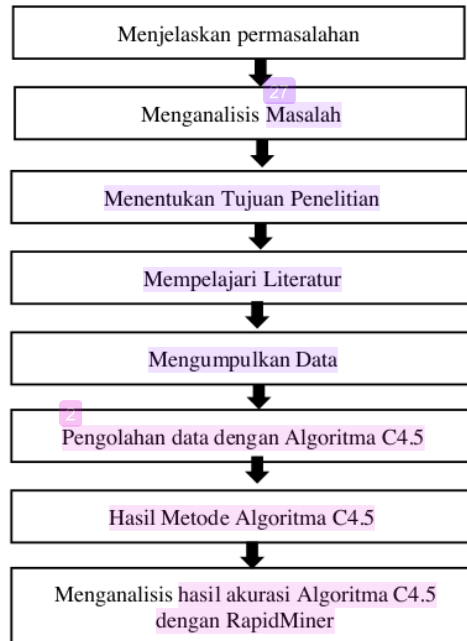 Menjelaskan permasalahan
27
Menganalisis Masalah
Menentukan Tujuan Penelitian
Mempelajari Literatur
Mengumpulkan Data
2
Pengolahan data dengan Algoritma C4.5
Hasil Metode Algoritma C4.5
Menganalisis hasil akurasi Algoritma C4.5
dengan RapidMiner